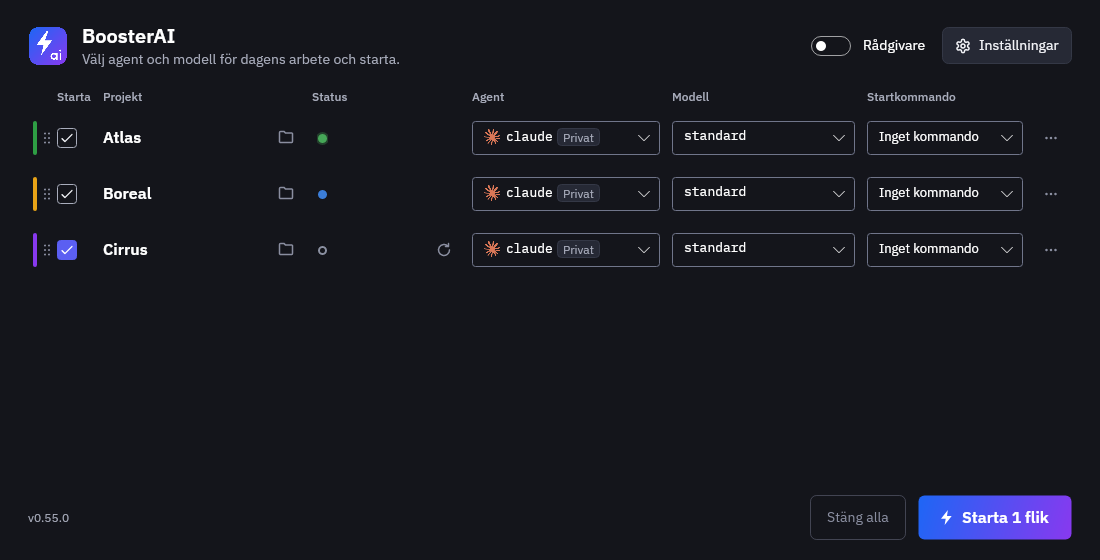 ai
BoosterAI
Välj agent och modell för dagens arbete och starta.
Rådgivare
Inställningar
Starta Projekt Status Agent Modell Startkommando
Atlas claude Privat standard Inget kommando
Boreal claude Privat standard Inget kommando
Cirrus claude Privat standard Inget kommando
v0.55.0 Stäng alla Starta 1 flik